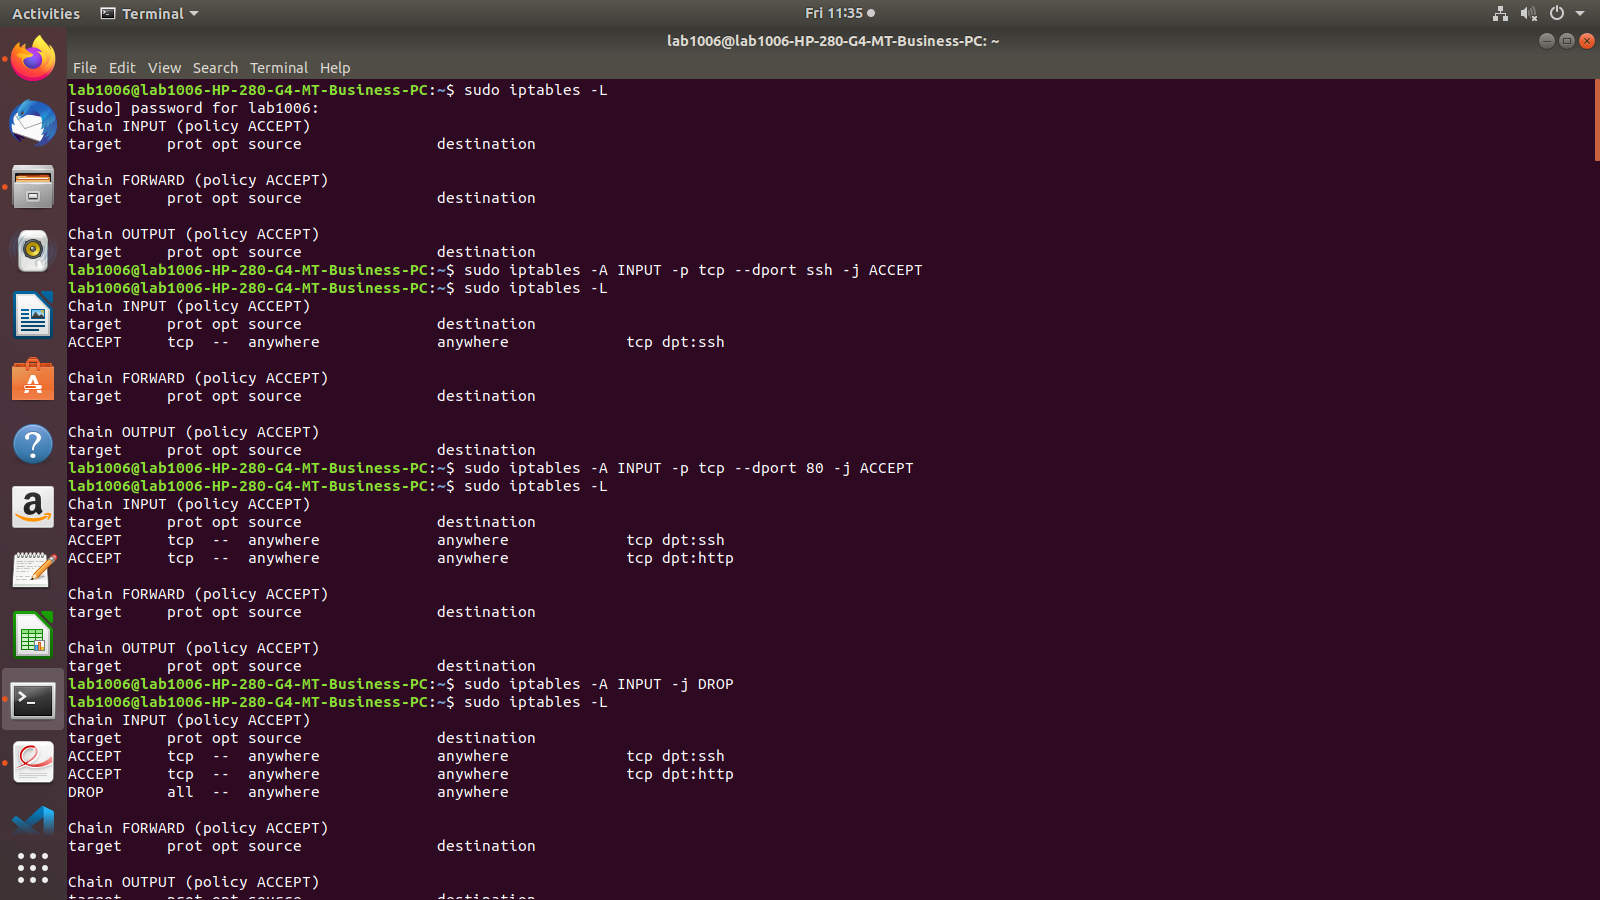 Activities Terminal Fri 11:35
lab1006@lab1006-HP-280-G4-MT-Business-PC: ~
File Edit View Search Terminal Help
lab1006@lab1006-HP-280-G4-MT-Business-PC:~$ sudo iptables -L
[sudo] password for lab1006:
Chain INPUT (policy ACCEPT)
target     prot opt source               destination

Chain FORWARD (policy ACCEPT)
target     prot opt source               destination

Chain OUTPUT (policy ACCEPT)
target     prot opt source               destination
lab1006@lab1006-HP-280-G4-MT-Business-PC:~$ sudo iptables -A INPUT -p tcp --dport ssh -j ACCEPT
lab1006@lab1006-HP-280-G4-MT-Business-PC:~$ sudo iptables -L
Chain INPUT (policy ACCEPT)
target     prot opt source               destination
ACCEPT     tcp  --  anywhere             anywhere             tcp dpt:ssh

Chain FORWARD (policy ACCEPT)
target     prot opt source               destination

Chain OUTPUT (policy ACCEPT)
target     prot opt source               destination
lab1006@lab1006-HP-280-G4-MT-Business-PC:~$ sudo iptables -A INPUT -p tcp --dport 80 -j ACCEPT
lab1006@lab1006-HP-280-G4-MT-Business-PC:~$ sudo iptables -L
Chain INPUT (policy ACCEPT)
target     prot opt source               destination
ACCEPT     tcp  --  anywhere             anywhere             tcp dpt:ssh
ACCEPT     tcp  --  anywhere             anywhere             tcp dpt:http

Chain FORWARD (policy ACCEPT)
target     prot opt source               destination

Chain OUTPUT (policy ACCEPT)
target     prot opt source               destination
lab1006@lab1006-HP-280-G4-MT-Business-PC:~$ sudo iptables -A INPUT -j DROP
lab1006@lab1006-HP-280-G4-MT-Business-PC:~$ sudo iptables -L
Chain INPUT (policy ACCEPT)
target     prot opt source               destination
ACCEPT     tcp  --  anywhere             anywhere             tcp dpt:ssh
ACCEPT     tcp  --  anywhere             anywhere             tcp dpt:http
DROP       all  --  anywhere             anywhere

Chain FORWARD (policy ACCEPT)
target     prot opt source               destination

Chain OUTPUT (policy ACCEPT)